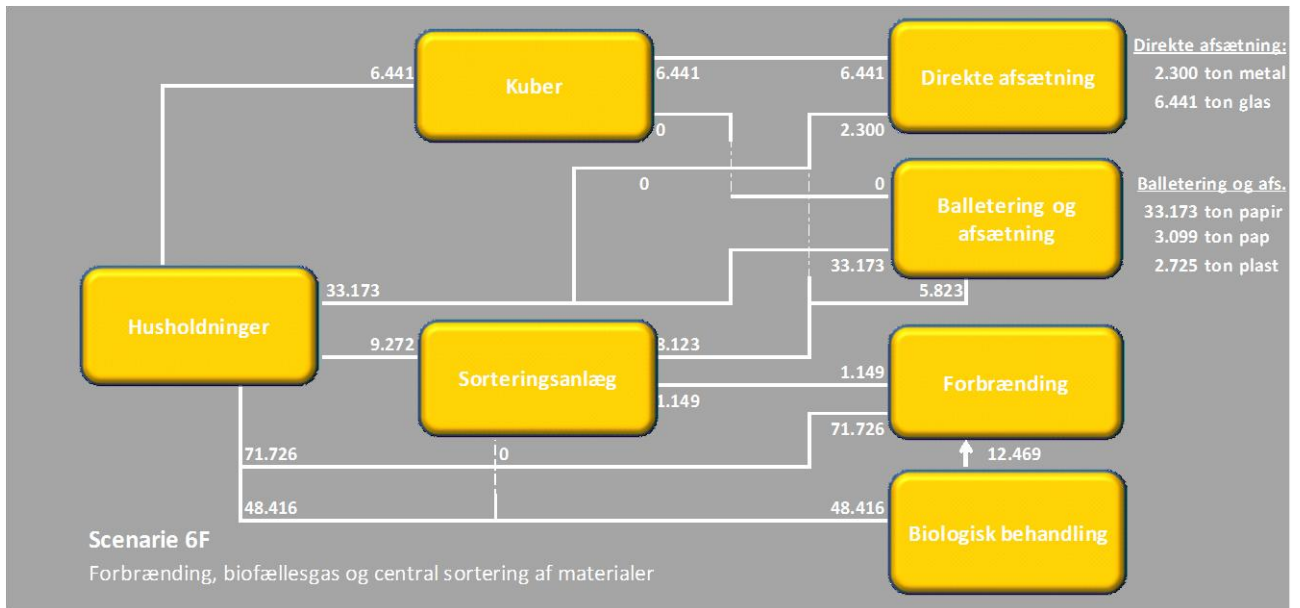 Direkte afsætning:
2.300 ton metal
6.441 ton glas
6.441
Kuber
6.441
6.441
Direkte afsætning
0
2.300
0
0
Balletering og
afsætning
Balletering og afs.
33.173 ton papir
3.099 ton pap
2.725 ton plast
33.173
33.173
5.823
Husholdninger
9.272
Sorteringsanlæg
8.123
1.149
1.149
Forbrænding
71.726
71.726
0
12.469
48.416
48.416
Biologisk behandling
Scenarie 6F
Forbrænding, biofællesgas og central sortering af materialer